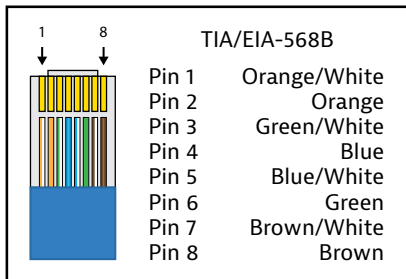 1 8
TIA/EIA-568B
Pin 1 Orange/White
Pin 2 Orange
Pin 3 Green/White
Pin 4 Blue
Pin 5 Blue/White
Pin 6 Green
Pin 7 Brown/White
Pin 8 Brown